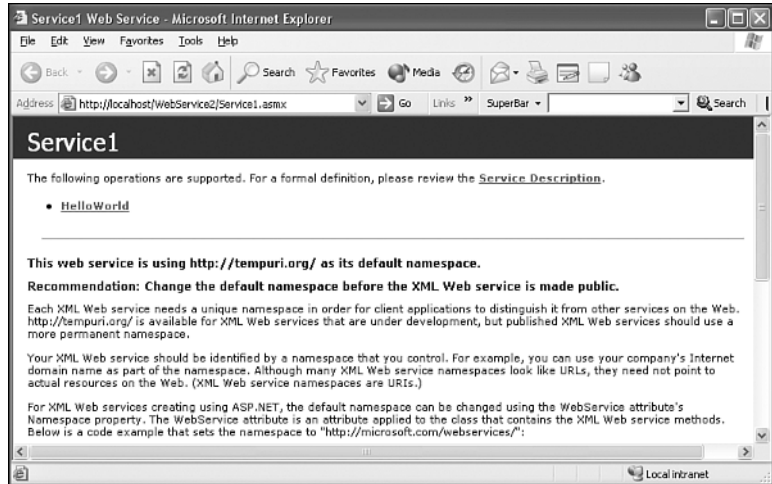 Service1 Web Service - Microsoft Internet Explorer
File Edit View Favorites Tools Help
Back Search Favorites Media
Address http://localhost/WebService2/Service1.asmx Go Links » SuperBar Search
Service1
The following operations are supported. For a formal definition, please review the Service Description.
• HelloWorld
This web service is using http://tempuri.org/ as its default namespace.
Recommendation: Change the default namespace before the XML Web service is made public.
Each XML Web service needs a unique namespace in order for client applications to distinguish it from other services on the Web.
http://tempuri.org/ is available for XML Web services that are under development, but published XML Web services should use a
more permanent namespace.
Your XML Web service should be identified by a namespace that you control. For example, you can use your company's Internet
domain name as part of the namespace. Although many XML Web service namespaces look like URLs, they need not point to
actual resources on the Web. (XML Web service namespaces are URIs.)
For XML Web services creating using ASP.NET, the default namespace can be changed using the WebService attribute's
Namespace property. The WebService attribute is an attribute applied to the class that contains the XML Web service methods.
Below is a code example that sets the namespace to "http://microsoft.com/webservices/":
Local intranet